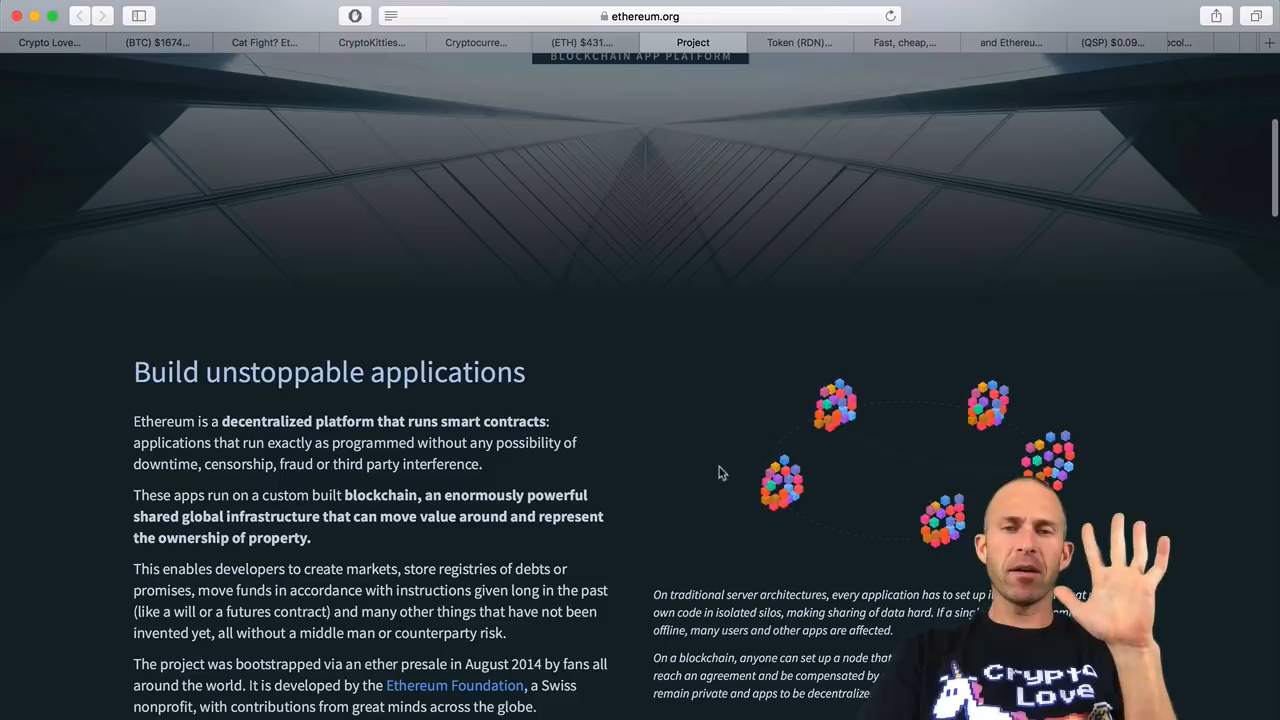 ethereum.org
Crypto Love...
(BTC) $1674...
Cat Fight? Et...
CryptoKitties...
Cryptocurre...
(ETH) $431....
Project
Token (RDN)...
Fast, cheap,...
and Ethereu...
(QSP) $0.09...
ocol...
BLOCKCHAIN APP PLATFORM
Build unstoppable applications
Ethereum is a decentralized platform that runs smart contracts:
applications that run exactly as programmed without any possibility of
downtime, censorship, fraud or third party interference.
These apps run on a custom built blockchain, an enormously powerful
shared global infrastructure that can move value around and represent
the ownership of property.
This enables developers to create markets, store registries of debts or
promises, move funds in accordance with instructions given long in the past
(like a will or a futures contract) and many other things that have not been
invented yet, all without a middle man or counterparty risk.
The project was bootstrapped via an ether presale in August 2014 by fans all
around the world. It is developed by the Ethereum Foundation, a Swiss
nonprofit, with contributions from great minds across the globe.
On traditional server architectures, every application has to set up
own code in isolated silos, making sharing of data hard. If a
offline, many users and other apps are affected.
On a blockchain, anyone can set up a node that
reach an agreement and be compensated by
remain private and apps to be
Crypto
Love